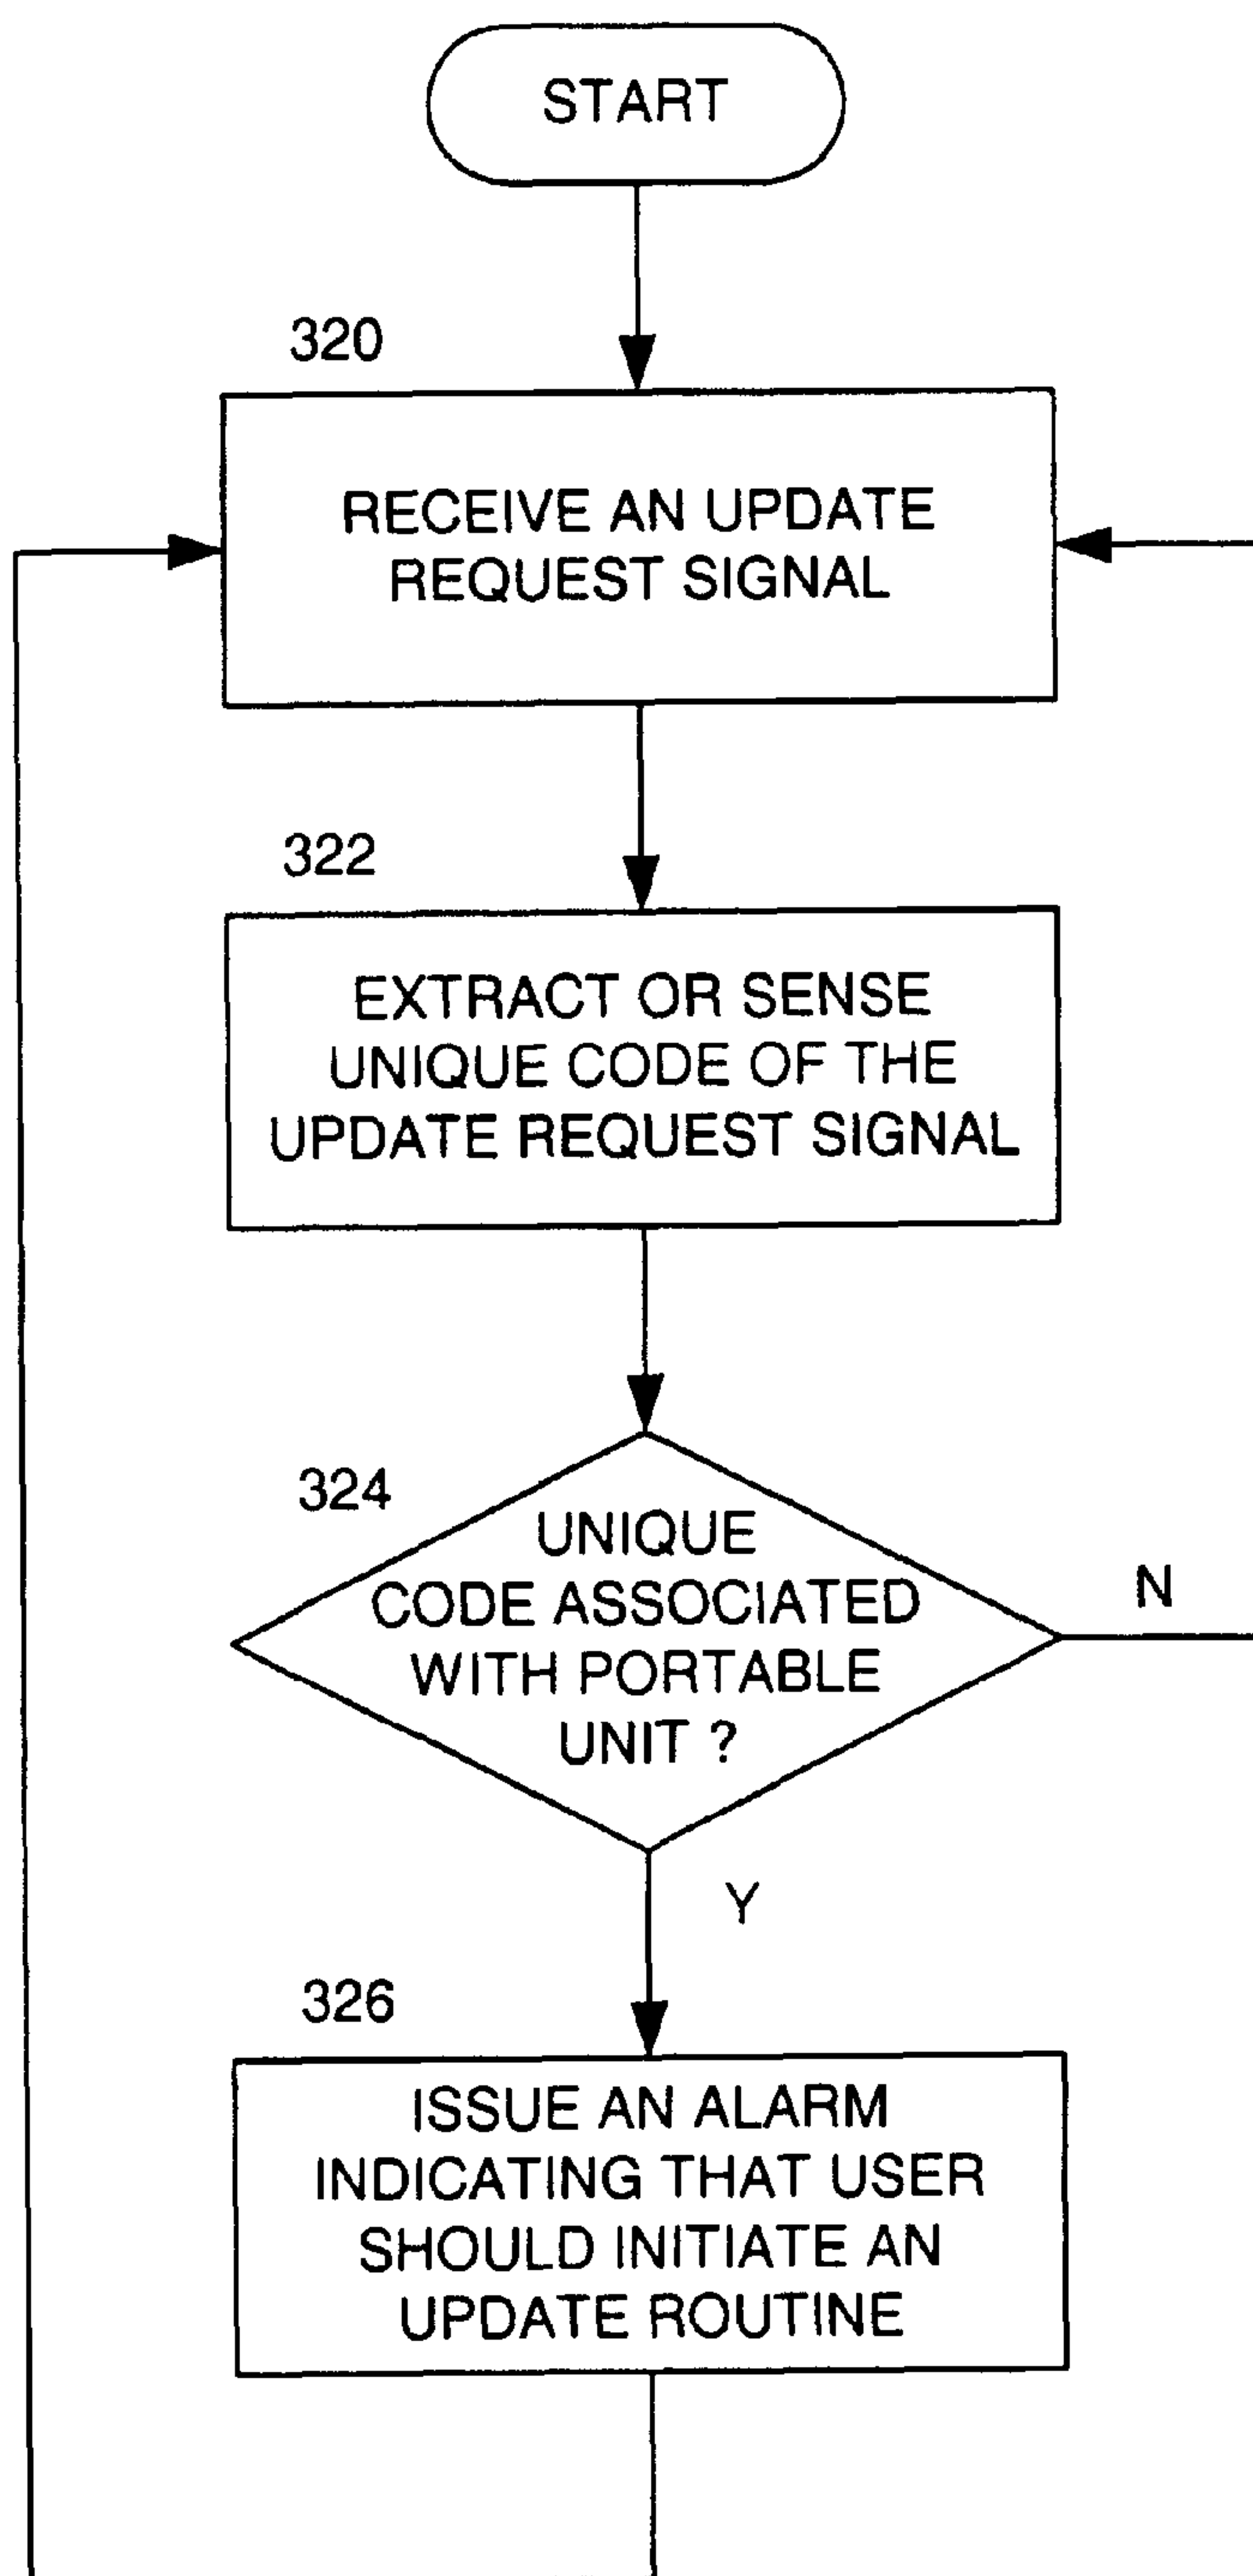 START
320
RECEIVE AN UPDATE
REQUEST SIGNAL
322
EXTRACT OR SENSE
UNIQUE CODE OF THE
UPDATE REQUEST SIGNAL
324
UNIQUE
CODE ASSOCIATED
WITH PORTABLE
UNIT ?
N
Y
326
ISSUE AN ALARM
INDICATING THAT USER
SHOULD INITIATE AN
UPDATE ROUTINE